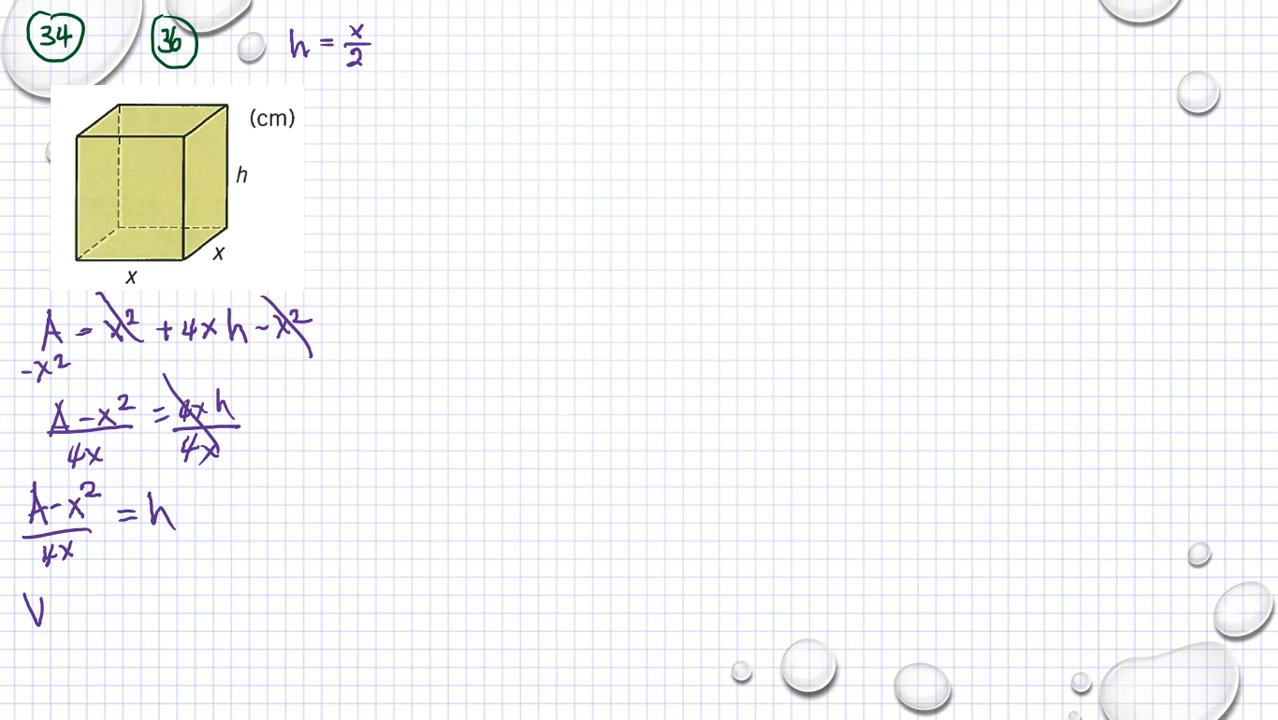 34 36 h = x/2
(cm)
h
x
x
A = x² + 4xh - x²
-x²
A - x² / 4x = 4xh / 4x
A - x² / 4x = h
V